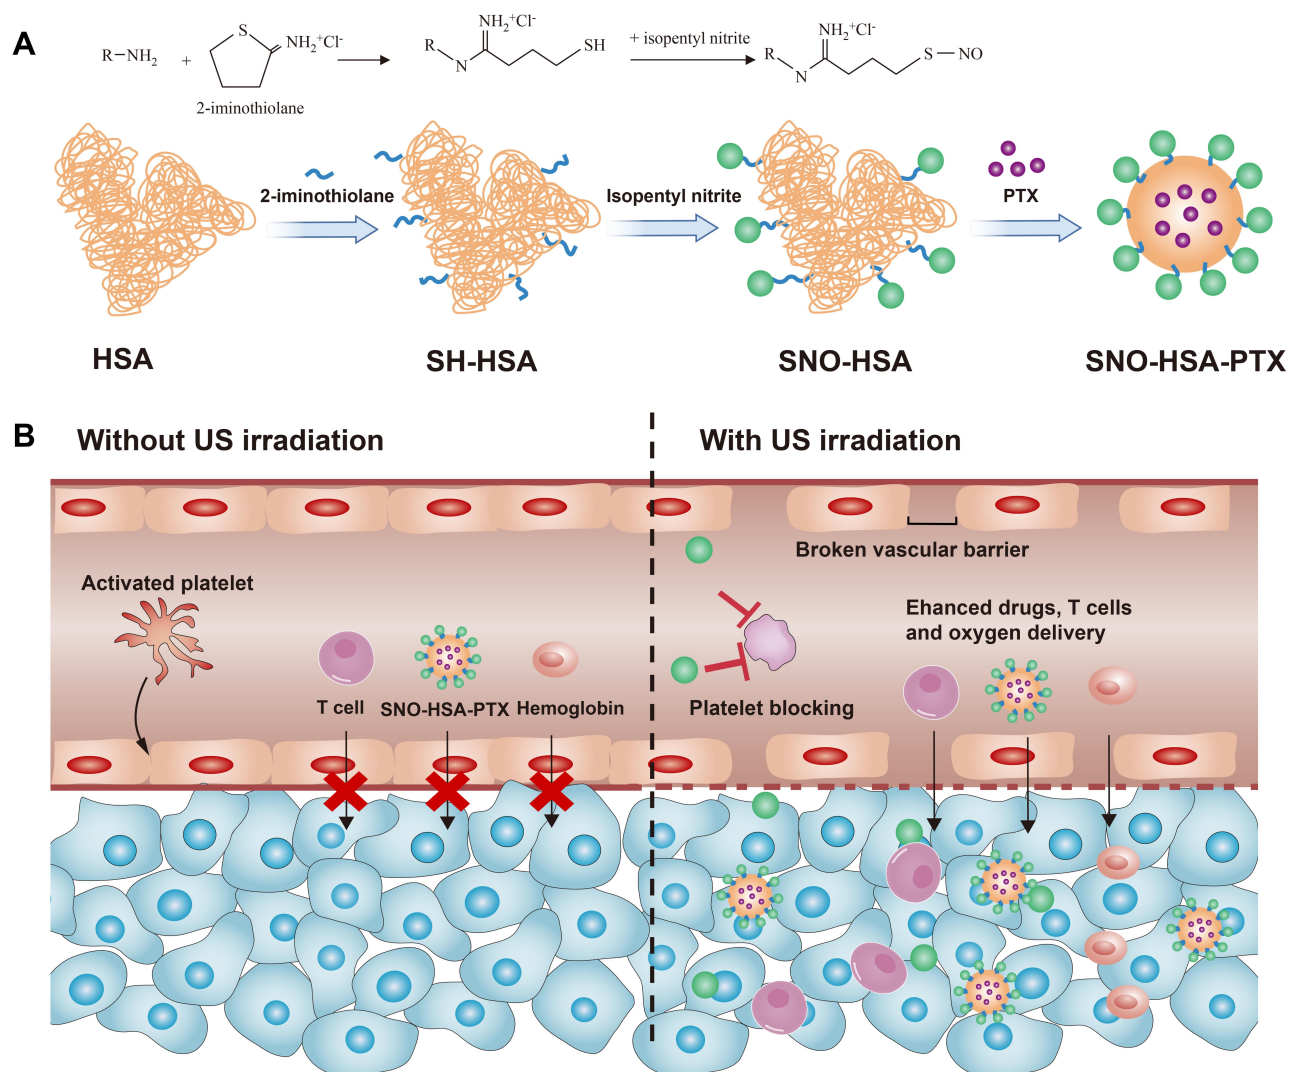 A
R—NH₂
+
S
NH₂⁺Cl⁻
2-iminothiolane
NH₂⁺Cl⁻
R
N
SH
+ isopentyl nitrite
NH₂⁺Cl⁻
R
N
S—NO
2-iminothiolane
Isopentyl nitrite
PTX
HSA
SH-HSA
SNO-HSA
SNO-HSA-PTX
B
Without US irradiation
With US irradiation
Broken vascular barrier
Activated platelet
Ehanced drugs, T cells
and oxygen delivery
T cell
SNO-HSA-PTX
Hemoglobin
Platelet blocking